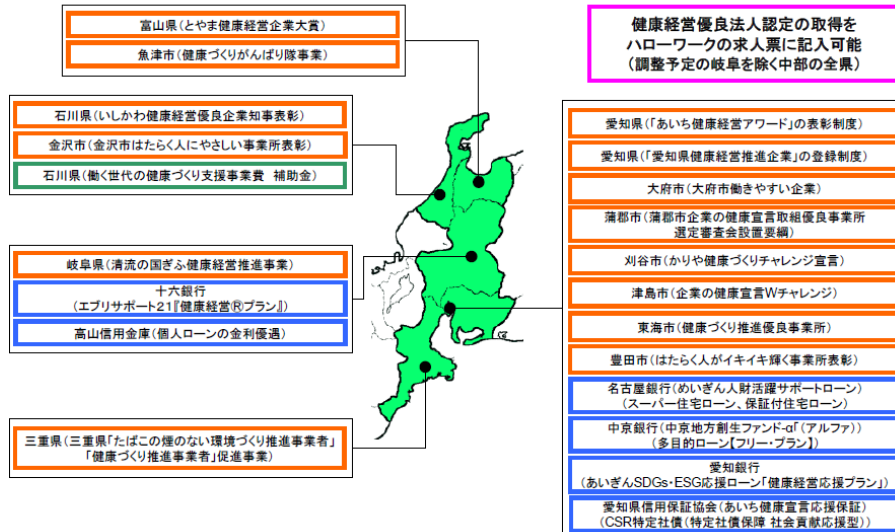 富山県(とやま健康経営企業大賞)
魚津市(健康づくりがんばり隊事業)
健康経営優良法人認定の取得を
ハローワークの求人票に記入可能
(調整予定の岐阜を除く中部の全県)
石川県(いしかわ健康経営優良企業知事表彰)
金沢市(金沢市はたらく人にやさしい事業所表彰)
石川県(働く世代の健康づくり支援事業費 補助金)
岐阜県(清流の国ぎふ健康経営推進事業)
十六銀行
(エブリサポート21『健康経営Ⓡプラン』)
高山信用金庫(個人ローンの金利優遇)
三重県(三重県「たばこの煙のない環境づくり推進事業者」
「健康づくり推進事業者」促進事業)
愛知県(「あいち健康経営アワード」の表彰制度)
愛知県(「愛知県健康経営推進企業」の登録制度)
大府市(大府市働きやすい企業)
蒲郡市(蒲郡市企業の健康宣言取組優良事業所
選定審査会設置要綱)
刈谷市(かりや健康づくりチャレンジ宣言)
津島市(企業の健康宣言Wチャレンジ)
東海市(健康づくり推進優良事業所)
豊田市(はたらく人がイキイキ輝く事業所表彰)
名古屋銀行(めいぎん人財活躍サポートローン)
(スーパー住宅ローン、保証付住宅ローン)
中京銀行(中京地方創生ファンド-α「(アルファ))
(多目的ローン【フリー・プラン】)
愛知銀行
(あいぎんSDGs・ESG応援ローン「健康経営応援プラン」)
愛知県信用保証協会(あいち健康宣言応援保証)
(CSR特定社債(特定社債保障 社会貢献応援型))